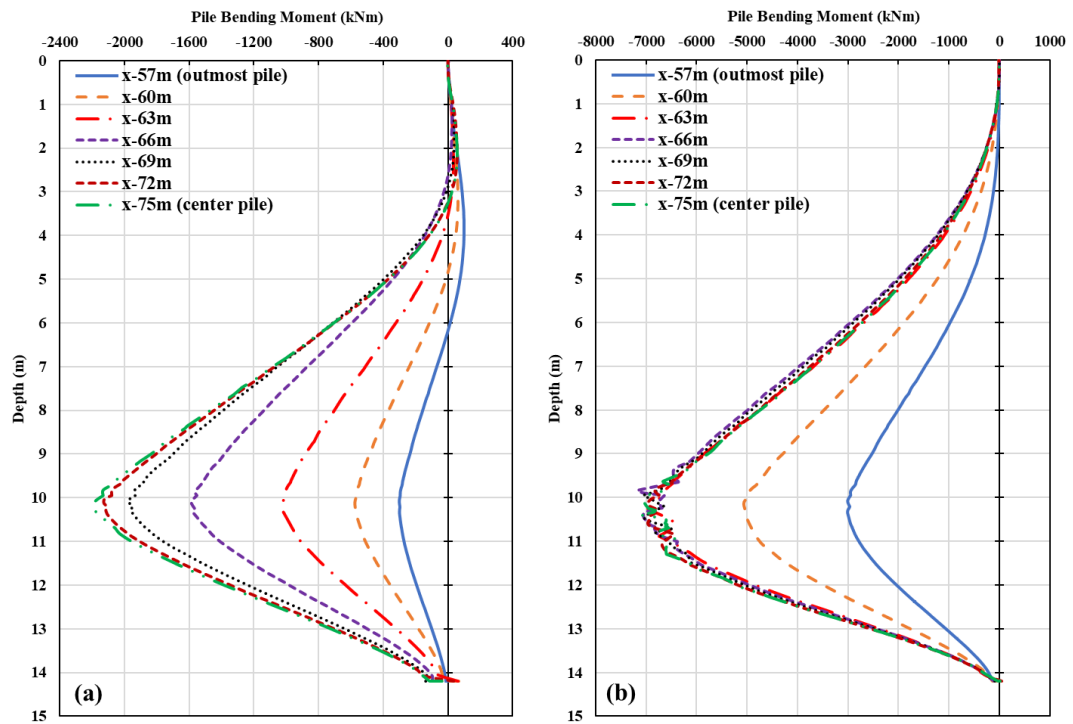 Pile Bending Moment (kNm)
-2400 -2000 -1600 -1200 -800 -400 0 400
0
1
2
3
4
5
6
7
8
9
10
11
12
13
14
15
Depth (m)
x-57m (outmost pile)
x-60m
x-63m
x-66m
x-69m
x-72m
x-75m (center pile)
(a)
Pile Bending Moment (kNm)
-8000 -7000 -6000 -5000 -4000 -3000 -2000 -1000 0 1000
0
1
2
3
4
5
6
7
8
9
10
11
12
13
14
15
Depth (m)
x-57m (outmost pile)
x-60m
x-63m
x-66m
x-69m
x-72m
x-75m (center pile)
(b)